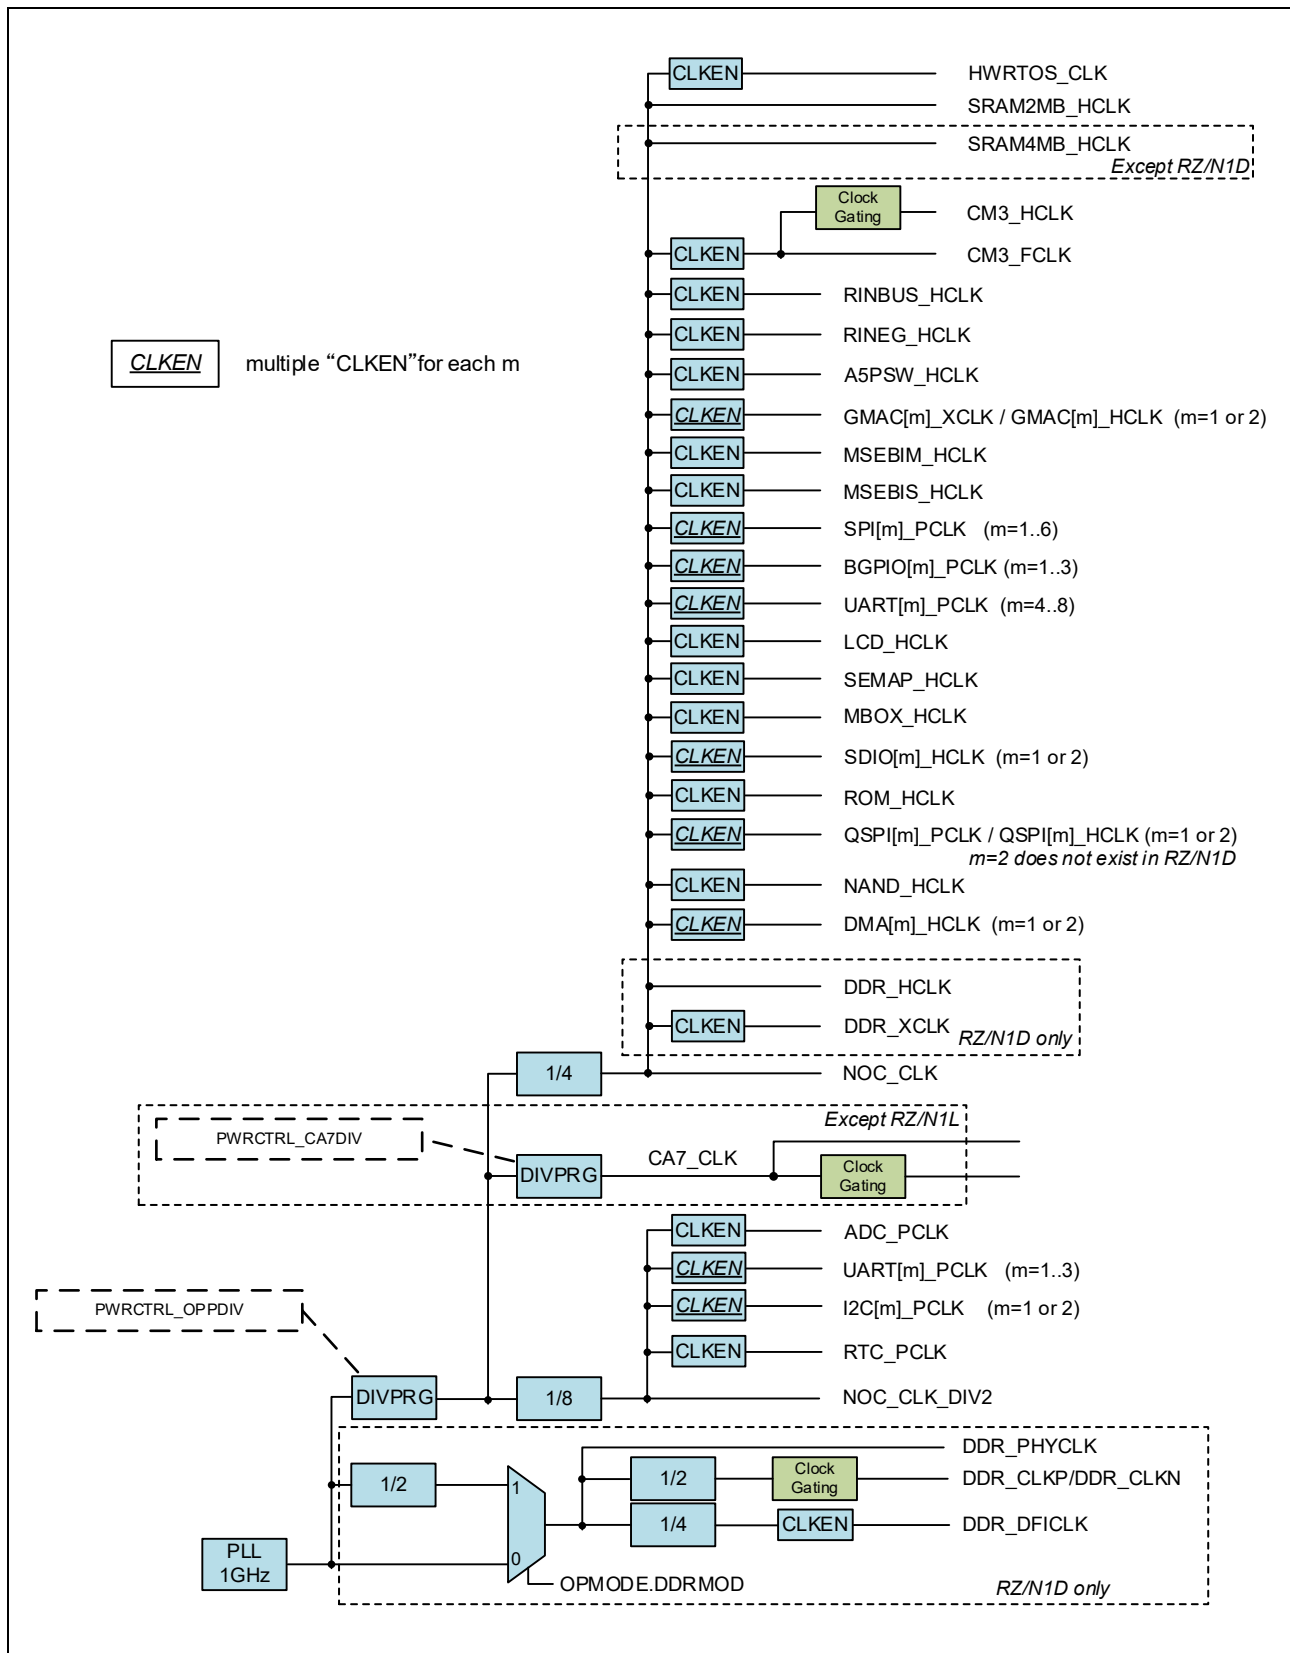 CLKEN HWRTOS_CLK
SRAM2MB_HCLK
SRAM4MB_HCLK
Except RZ/N1D
Clock
Gating
CM3_HCLK
CLKEN CM3_FCLK
CLKEN RINBUS_HCLK
CLKEN RINEG_HCLK
CLKEN multiple “CLKEN”for each m
CLKEN A5PSW_HCLK
CLKEN GMAC[m]_XCLK / GMAC[m]_HCLK (m=1 or 2)
CLKEN MSEBIM_HCLK
CLKEN MSEBIS_HCLK
CLKEN SPI[m]_PCLK (m=1..6)
CLKEN BGPIO[m]_PCLK (m=1..3)
CLKEN UART[m]_PCLK (m=4..8)
CLKEN LCD_HCLK
CLKEN SEMAP_HCLK
CLKEN MBOX_HCLK
CLKEN SDIO[m]_HCLK (m=1 or 2)
CLKEN ROM_HCLK
CLKEN QSPI[m]_PCLK / QSPI[m]_HCLK (m=1 or 2)
m=2 does not exist in RZ/N1D
CLKEN NAND_HCLK
CLKEN DMA[m]_HCLK (m=1 or 2)
DDR_HCLK
CLKEN DDR_XCLK
RZ/N1D only
1/4 NOC_CLK
Except RZ/N1L
PWRCTRL_CA7DIV
DIVPRG CA7_CLK
Clock
Gating
CLKEN ADC_PCLK
CLKEN UART[m]_PCLK (m=1..3)
CLKEN I2C[m]_PCLK (m=1 or 2)
PWRCTRL_OPPDIV
CLKEN RTC_PCLK
DIVPRG 1/8 NOC_CLK_DIV2
DDR_PHYCLK
1/2 1 1/2
Clock
Gating
DDR_CLKP/DDR_CLKN
1/4 CLKEN DDR_DFICLK
PLL
1GHz
0
OPMODE.DDRMOD
RZ/N1D only